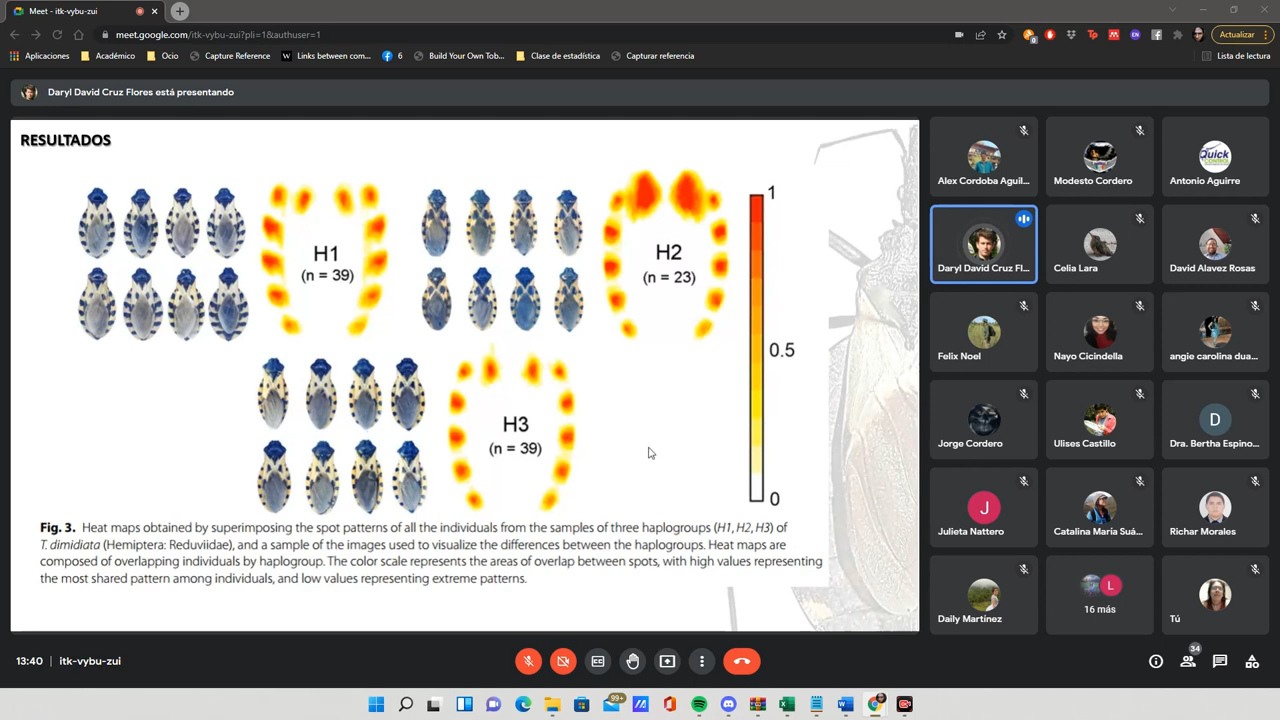 Meet - itk-vybu-zui
meet.google.com/itk-vybu-zui?pli=1&authuser=1
Actualizar
Aplicaciones
Académico
Ocio
Capture Reference
Links between com...
6
Build Your Own Tob...
Clase de estadística
Capturar referencia
Lista de lectura
Daryl David Cruz Flores está presentando
RESULTADOS
H1
(n = 39)
H2
(n = 23)
1
0.5
0
H3
(n = 39)
Fig. 3. Heat maps obtained by superimposing the spot patterns of all the individuals from the samples of three haplogroups (H1, H2, H3) of
T. dimidiata (Hemiptera: Reduviidae), and a sample of the images used to visualize the differences between the haplogroups. Heat maps are
composed of overlapping individuals by haplogroup. The color scale represents the areas of overlap between spots, with high values representing
the most shared pattern among individuals, and low values representing extreme patterns.
Alex Cordoba Aguil...
Modesto Cordero
Quick
CONTROL
Antonio Aguirre
Daryl David Cruz Fl...
Celia Lara
David Alavez Rosas
Felix Noel
Nayo Cicindella
angie carolina dua...
Jorge Cordero
Ulises Castillo
D
Dra. Bertha Espino...
J
Julieta Nattero
Catalina María Suá...
Richar Morales
Daily Martínez
L
16 más
Tú
13:40
itk-vybu-zui
34
99+